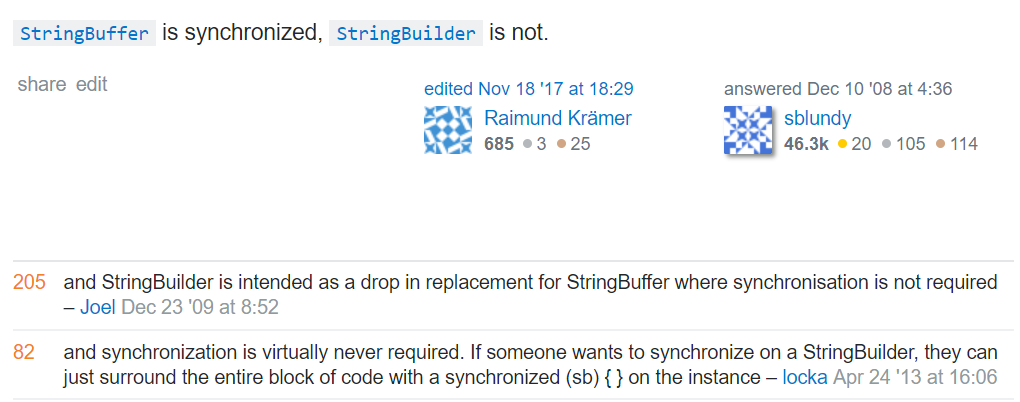 StringBuffer is synchronized, StringBuilder is not.
share edit
edited Nov 18 '17 at 18:29
Raimund Krämer
685 3 25
answered Dec 10 '08 at 4:36
sblundy
46.3k 20 105 114
205 and StringBuilder is intended as a drop in replacement for StringBuffer where synchronisation is not required
– Joel Dec 23 '09 at 8:52
82 and synchronization is virtually never required. If someone wants to synchronize on a StringBuilder, they can
just surround the entire block of code with a synchronized (sb) { } on the instance – locka Apr 24 '13 at 16:06